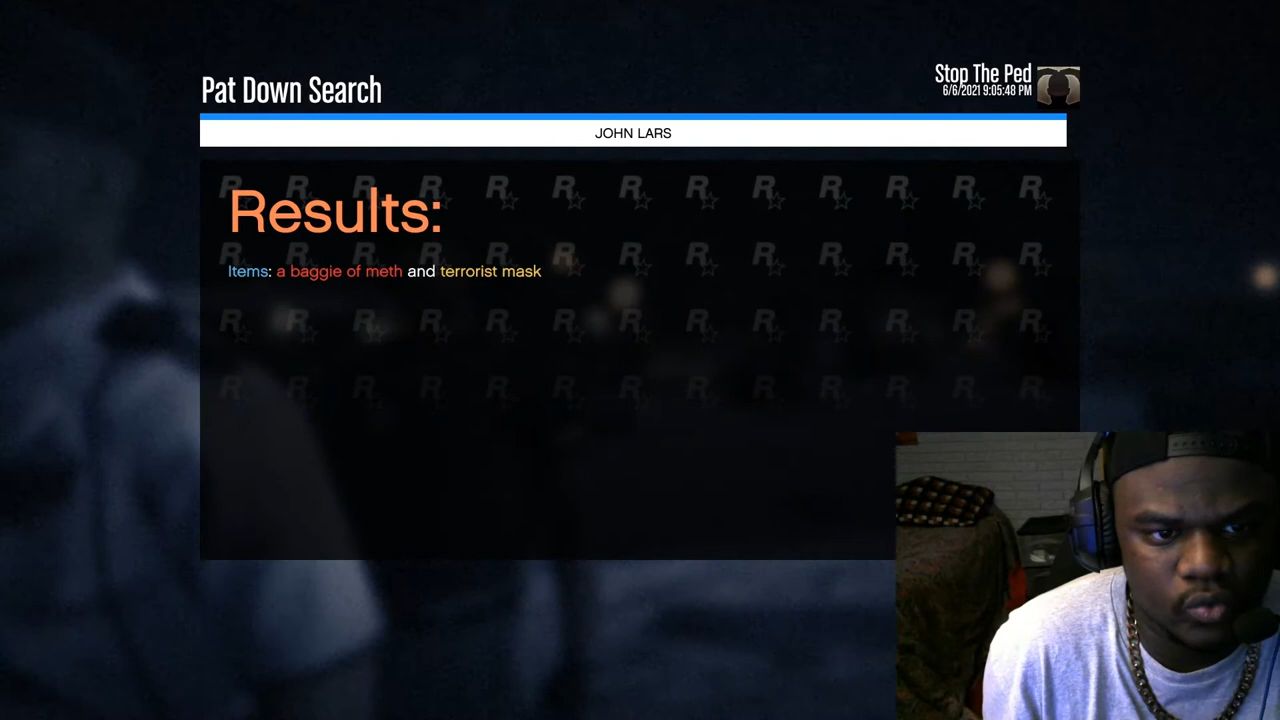 Pat Down Search
Stop The Ped
6/6/2021 9:05:48 PM
JOHN LARS
Results:
Items: a baggie of meth and terrorist mask